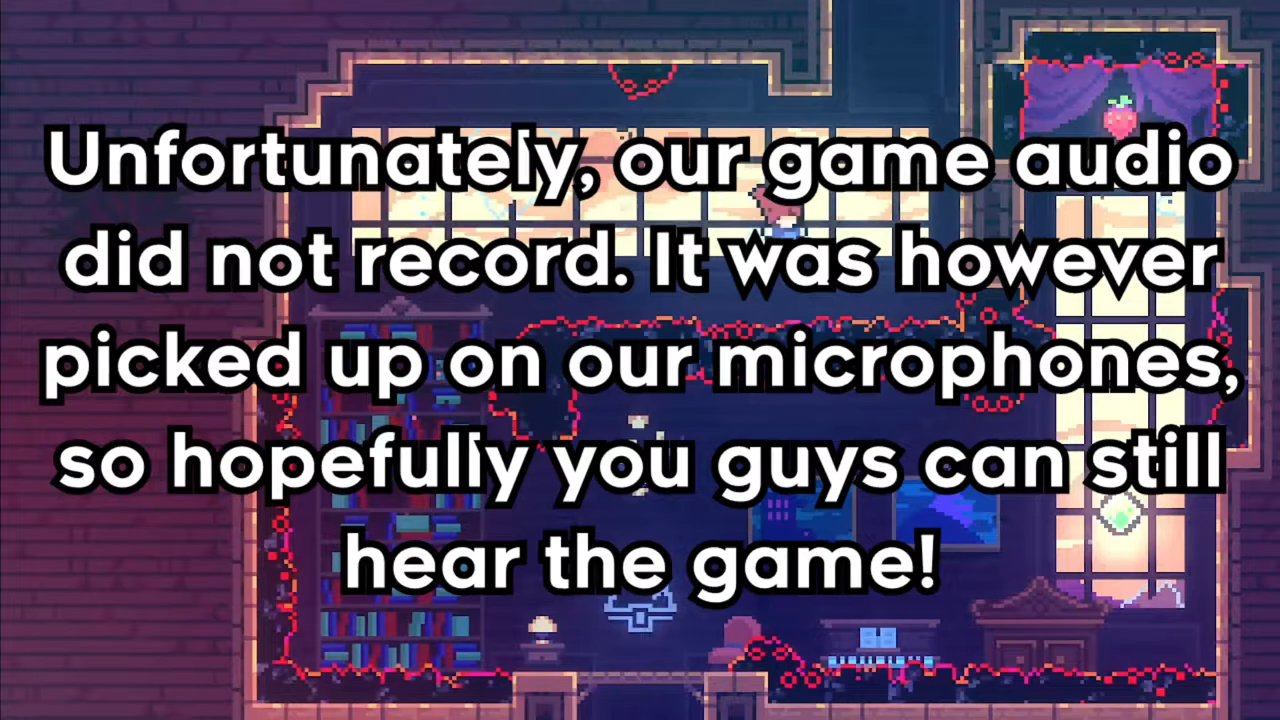 Unfortunately, our game audio
did not record. It was however
picked up on our microphones,
so hopefully you guys can still
hear the game!